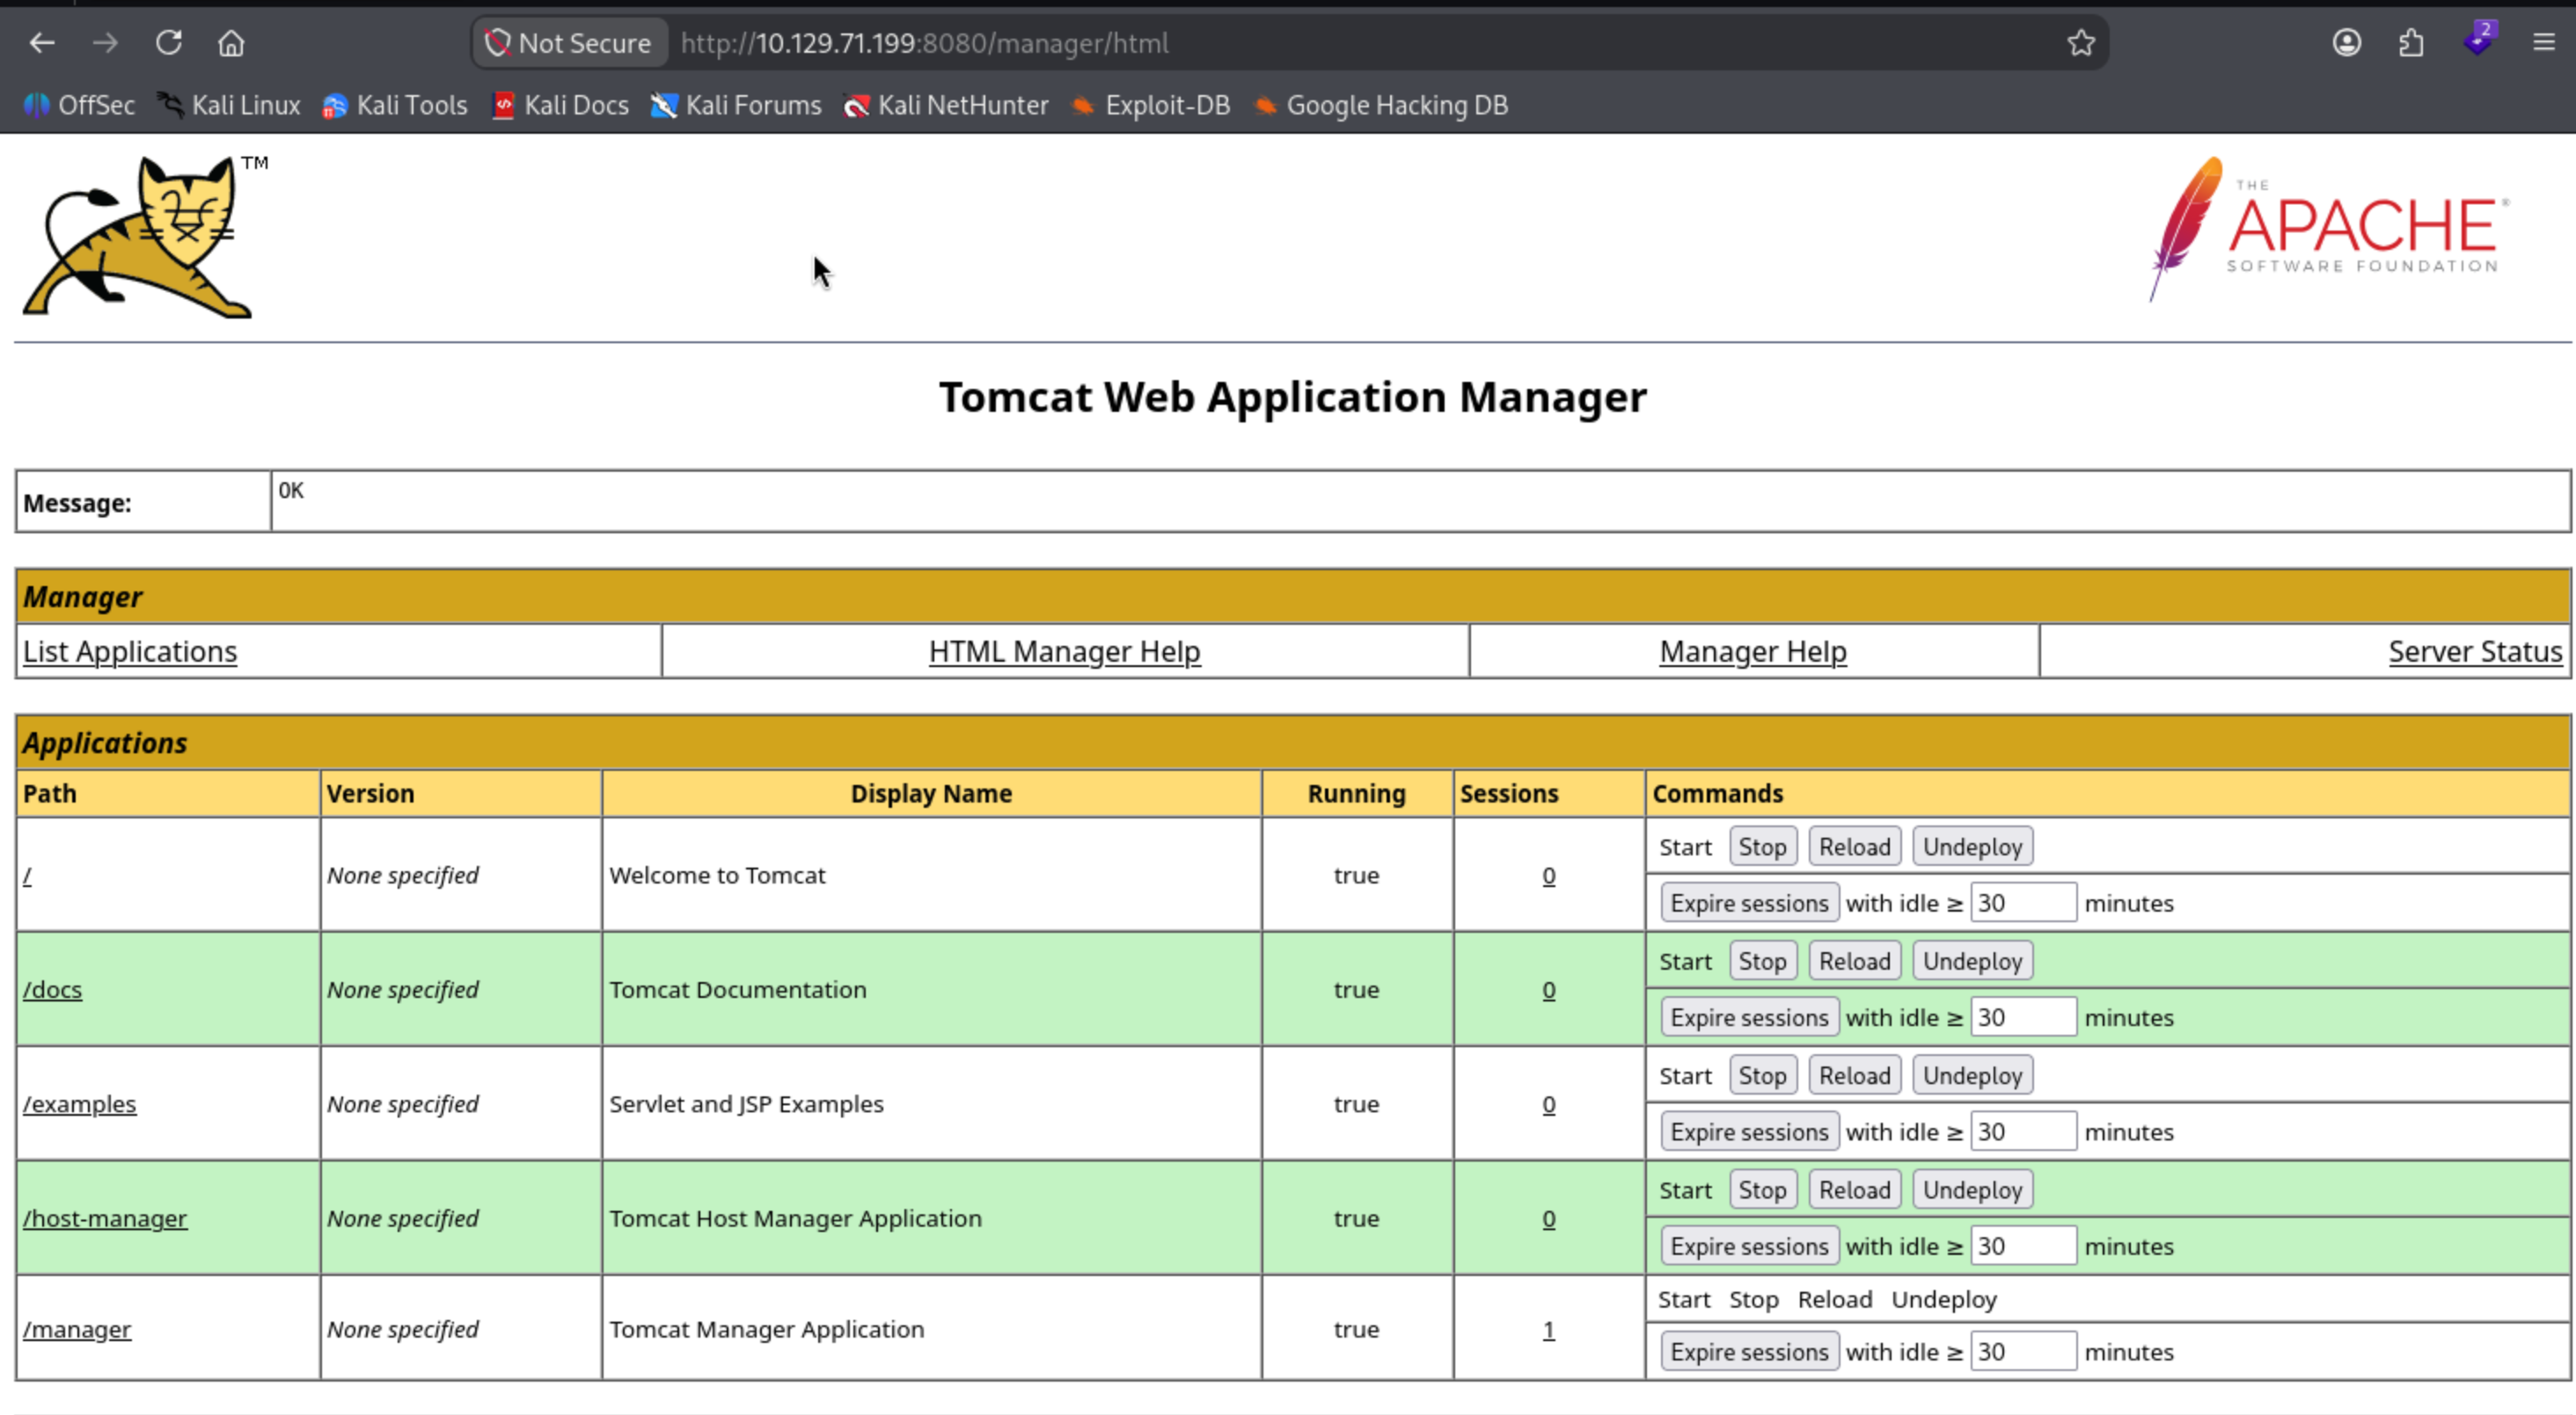 Not Secure http://10.129.71.199:8080/manager/html 2
OffSec Kali Linux Kali Tools Kali Docs Kali Forums Kali NetHunter Exploit-DB Google Hacking DB
TM
THE
APACHE®
SOFTWARE FOUNDATION
Tomcat Web Application Manager
Message: OK
Manager
List Applications HTML Manager Help Manager Help Server Status
Applications
Path Version Display Name Running Sessions Commands
Start Stop Reload Undeploy
/ None specified Welcome to Tomcat true 0
Expire sessions with idle ≥ 30 minutes
Start Stop Reload Undeploy
/docs None specified Tomcat Documentation true 0
Expire sessions with idle ≥ 30 minutes
Start Stop Reload Undeploy
/examples None specified Servlet and JSP Examples true 0
Expire sessions with idle ≥ 30 minutes
Start Stop Reload Undeploy
/host-manager None specified Tomcat Host Manager Application true 0
Expire sessions with idle ≥ 30 minutes
Start Stop Reload Undeploy
/manager None specified Tomcat Manager Application true 1
Expire sessions with idle ≥ 30 minutes